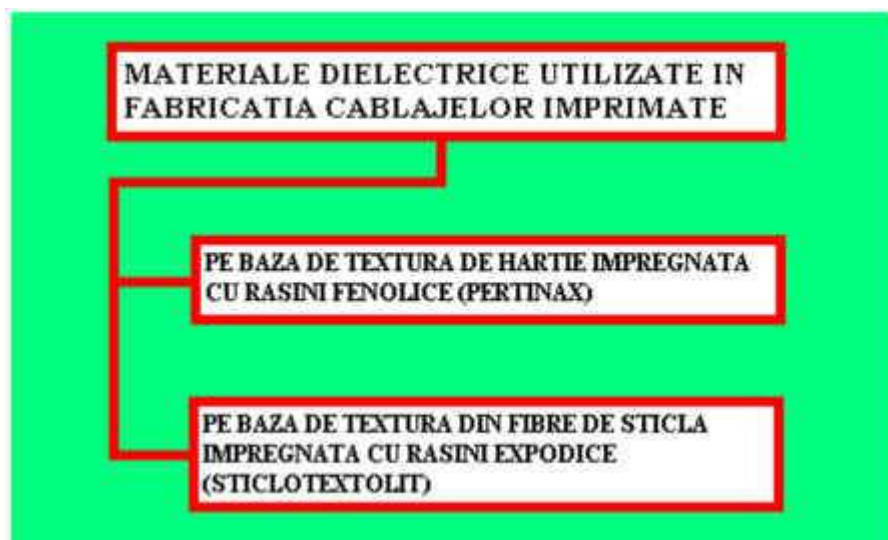 MATERIALE DIELECTRICE UTILIZATE IN
FABRICATIA CABLAJELOR IMPRIMATE
PE BAZA DE TEXTURA DE HARTIE IMPREGNATA
CU RASINI FENOLICE (PERTINAX)
PE BAZA DE TEXTURA DIN FIBRE DE STICLA
IMPREGNATA CU RASINI EXPODICE
(STICLOTEXTOLIT)